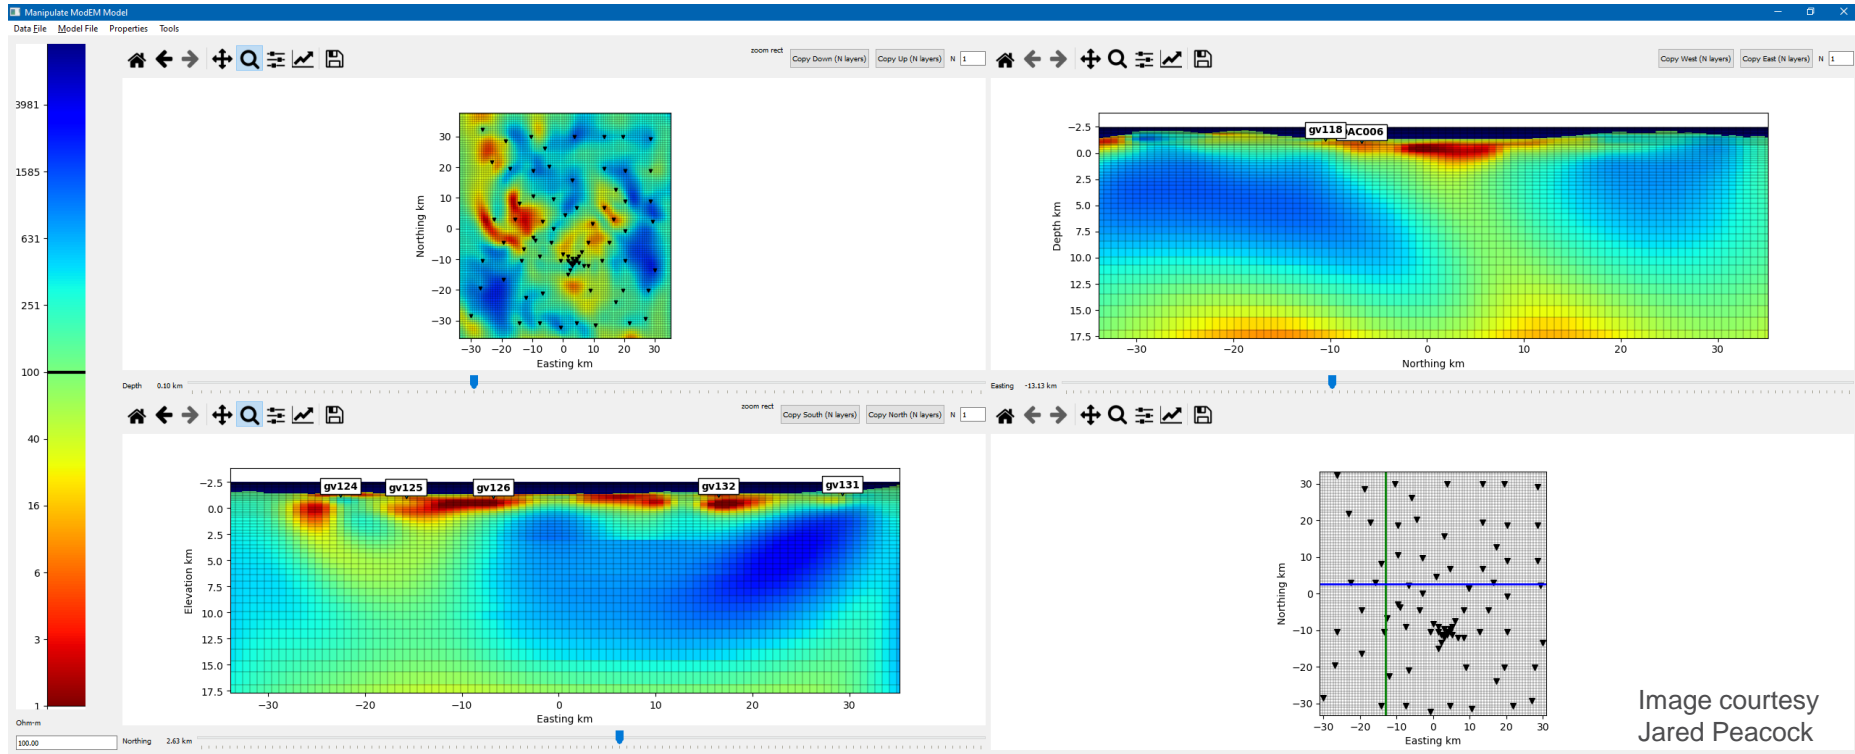 Manipulate ModEM Model
Data File Model File Properties Tools
zoom rect Copy Down (N layers) Copy Up (N layers) N 1
Copy West (N layers) Copy East (N layers) N 1
3981
1585
631
251
100
40
16
6
3
1
Ohm-m
100.00
30
20
10
0
−10
−20
−30
Northing km
−30 −20 −10 0 10 20 30
Easting km
Depth 0.10 km
gv118 AC006
−2.5
0.0
2.5
5.0
7.5
10.0
12.5
15.0
17.5
Depth km
−30 −20 −10 0 10 20 30
Northing km
Easting -13.13 km
zoom rect Copy South (N layers) Copy North (N layers) N 1
gv124 gv125 gv126 gv132 gv131
−2.5
0.0
2.5
5.0
7.5
10.0
12.5
15.0
17.5
Elevation km
−30 −20 −10 0 10 20 30
Easting km
Northing 2.63 km
30
20
10
0
−10
−20
−30
Northing km
−30 −20 −10 0 10 20 30
Easting km
Image courtesy
Jared Peacock